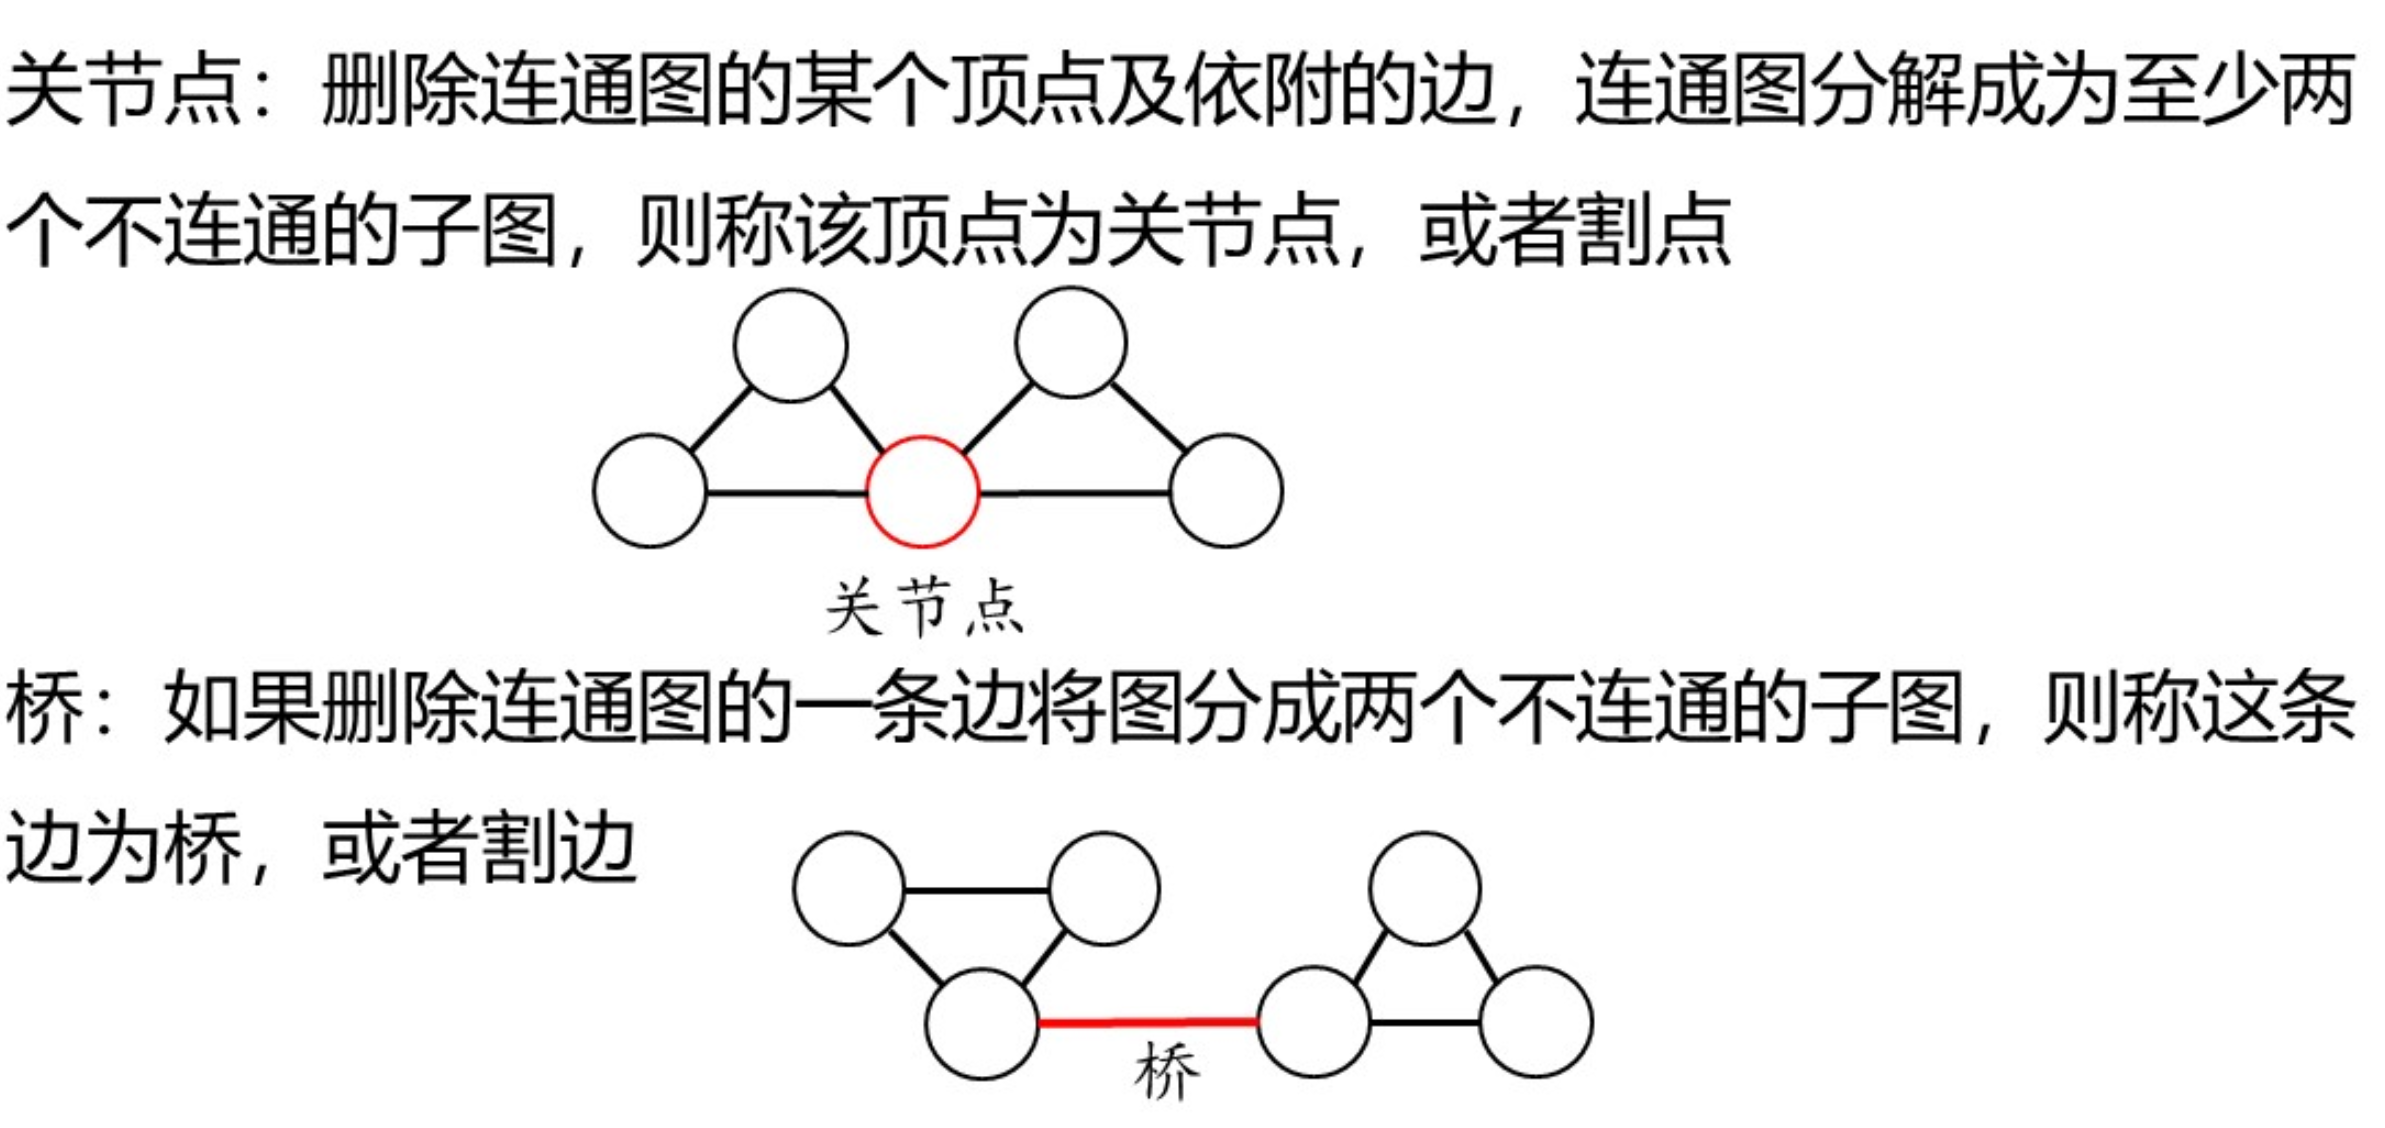 关节点：删除连通图的某个顶点及依附的边，连通图分解成为至少两
个不连通的子图，则称该顶点为关节点，或者割点
关节点
桥：如果删除连通图的一条边将图分成两个不连通的子图，则称这条
边为桥，或者割边
桥